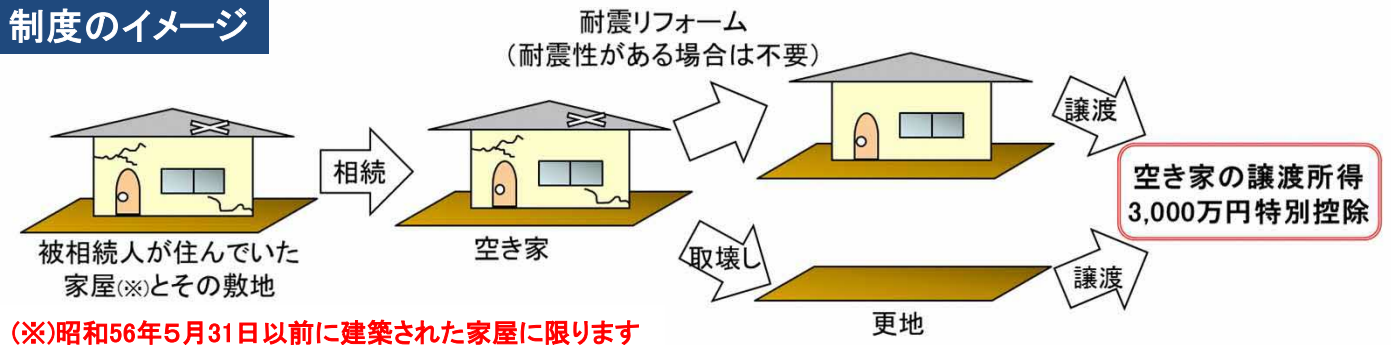 制度のイメージ
耐震リフォーム
（耐震性がある場合は不要）
相続
譲渡
空き家の譲渡所得
3,000万円特別控除
被相続人が住んでいた
家屋(※)とその敷地
空き家
取壊し
譲渡
更地
(※)昭和56年５月31日以前に建築された家屋に限ります